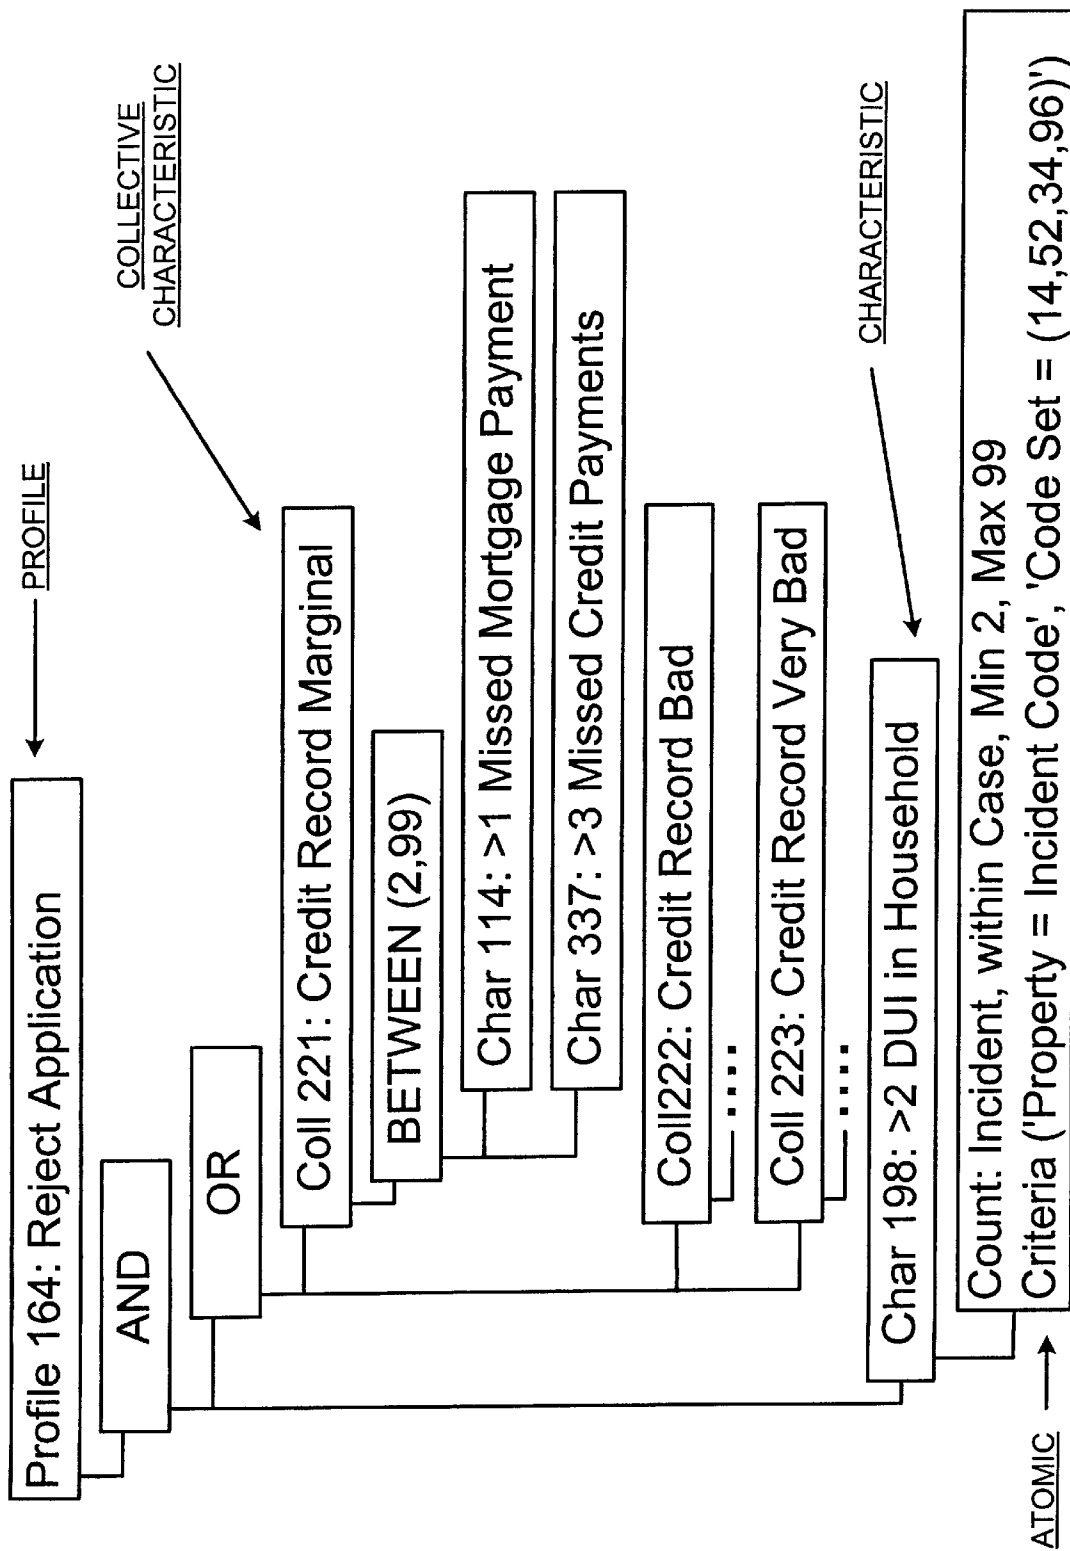 Profile 164: Reject Application
PROFILE
AND
OR
COLLECTIVE
CHARACTERISTIC
Coll 221: Credit Record Marginal
BETWEEN (2,99)
Char 114: >1 Missed Mortgage Payment
Char 337: >3 Missed Credit Payments
Coll222: Credit Record Bad
....
Coll 223: Credit Record Very Bad
....
CHARACTERISTIC
Char 198: >2 DUI in Household
ATOMIC
Count: Incident, within Case, Min 2, Max 99
Criteria ('Property = Incident Code', 'Code Set = (14,52,34,96)')